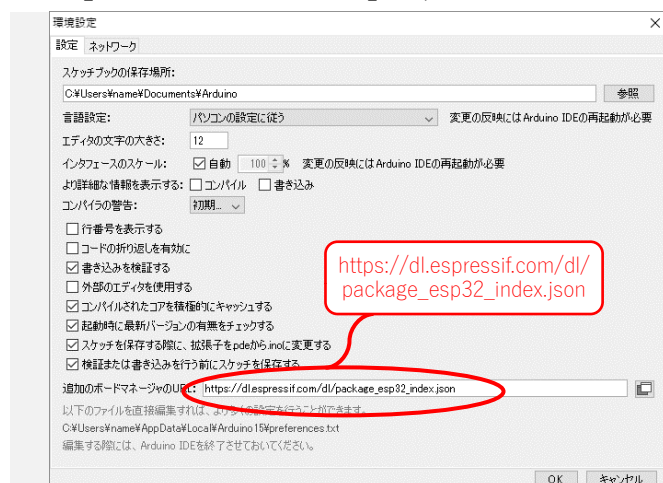 環境設定
設定 ネットワーク
スケッチブックの保存場所:
C:¥Users¥name¥Documents¥Arduino 参照
言語設定: パソコンの設定に従う 変更の反映には Arduino IDEの再起動が必要
エディタの文字の大きさ: 12
インタフェースのスケール: 自動 100 % 変更の反映には Arduino IDEの再起動が必要
より詳細な情報を表示する: コンパイル 書き込み
コンパイラの警告: 初期...
行番号を表示する
コードの折り返しを有効に
書き込みを検証する
外部のエディタを使用する
コンパイルされたコアを積極的にキャッシュする
起動時に最新バージョンの有無をチェックする
スケッチを保存する際に、拡張子をpdeから.inoに変更する
検証または書き込みを行う前にスケッチを保存する
https://dl.espressif.com/dl/
package_esp32_index.json
追加のボードマネージャのURL: https://dl.espressif.com/dl/package_esp32_index.json
以下のファイルを直接編集すれば、より多くの設定を行うことができます。
C:¥Users¥name¥AppData¥Local¥Arduino15¥preferences.txt
編集する際には、Arduino IDEを終了させておいてください。
OK キャンセル